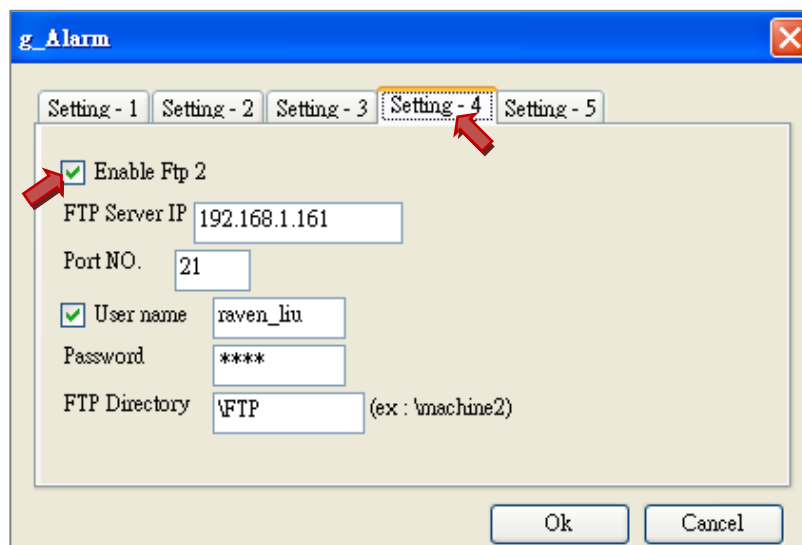 g_Alarm
Setting - 1 Setting - 2 Setting - 3 Setting - 4 Setting - 5
Enable Ftp 2
FTP Server IP 192.168.1.161
Port NO. 21
User name raven_liu
Password ****
FTP Directory \FTP (ex : \machine2)
Ok Cancel